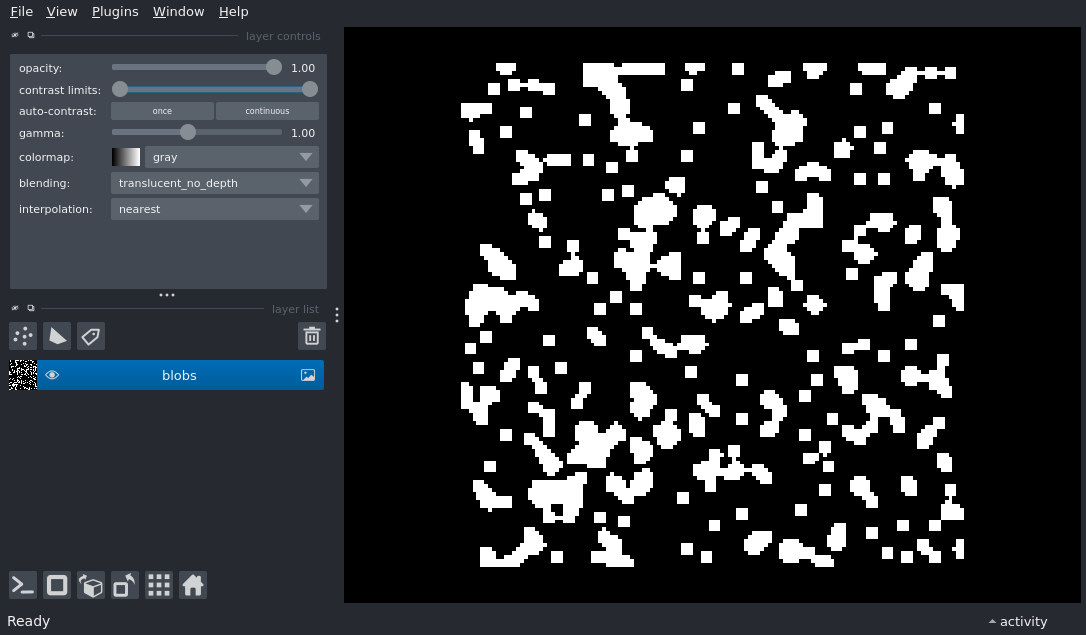 File View Plugins Window Help
layer controls
opacity: 1.00
contrast limits:
auto-contrast: once continuous
gamma: 1.00
colormap: gray
blending: translucent_no_depth
interpolation: nearest
layer list
blobs
Ready
activity